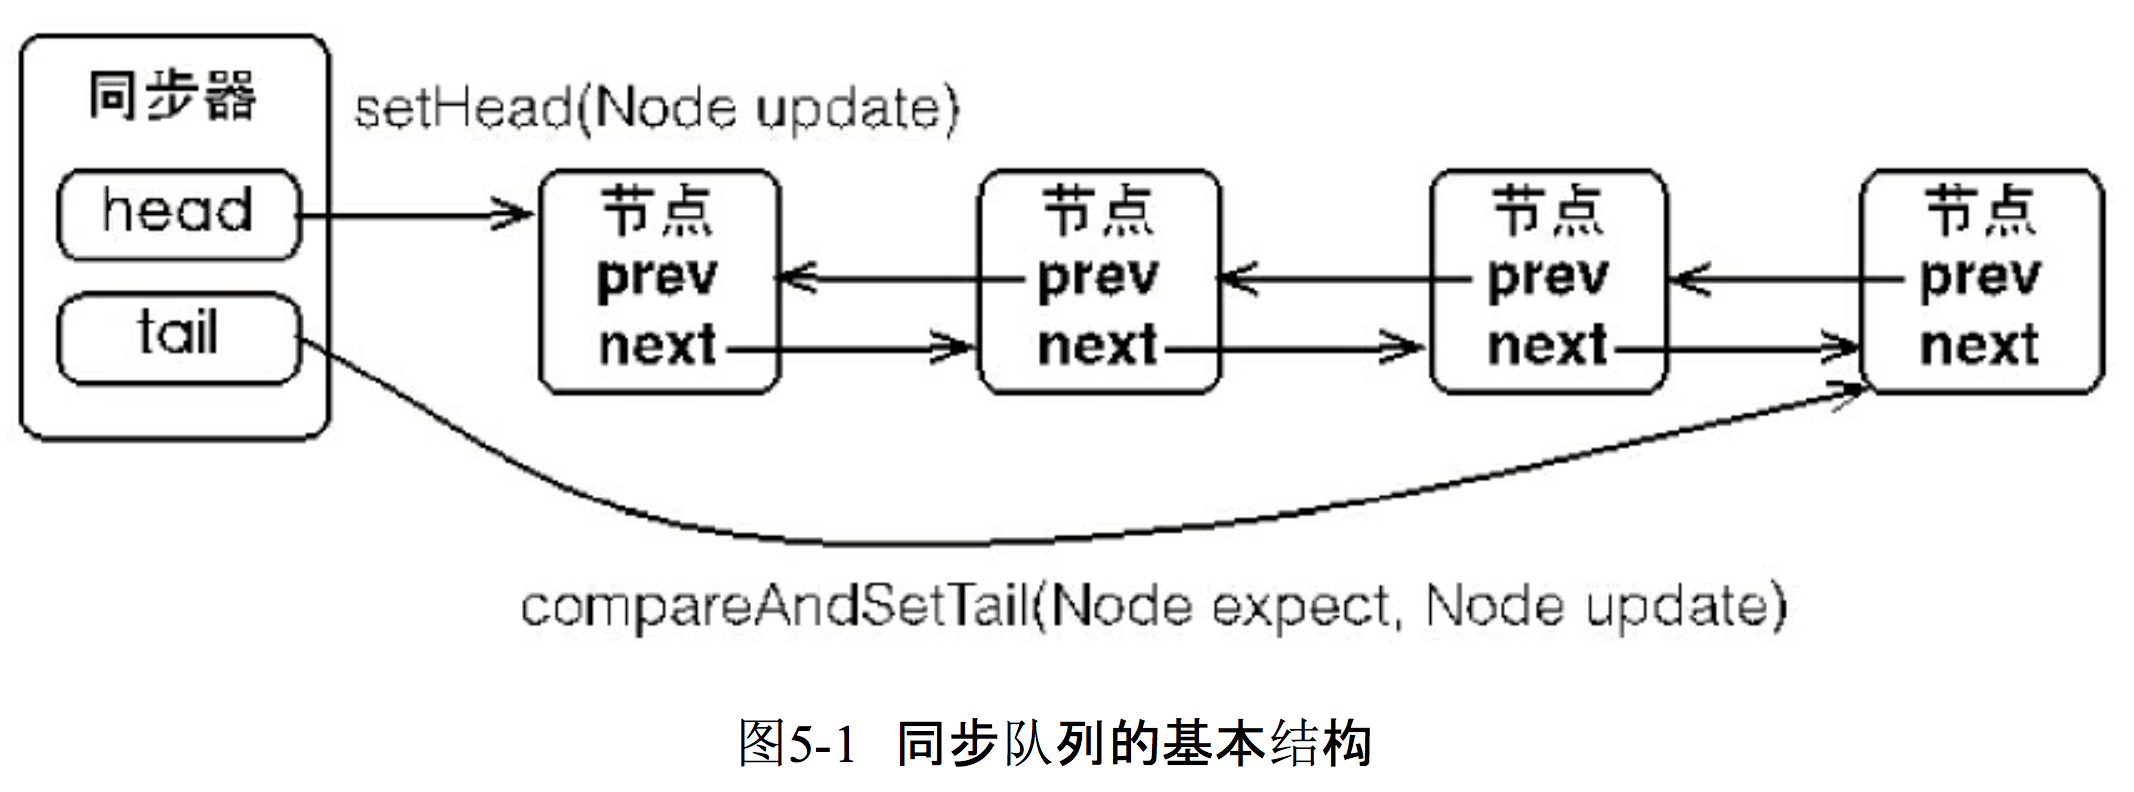 同步器
head
tail
setHead(Node update)
节点
prev
next
节点
prev
next
节点
prev
next
节点
prev
next
compareAndSetTail(Node expect, Node update)
图5-1 同步队列的基本结构